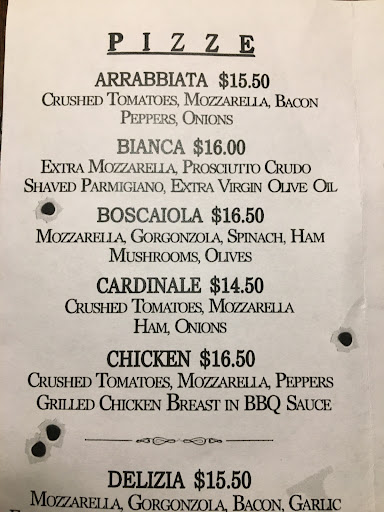 PIZZE
ARRABBIATA $15.50
CRUSHED TOMATOES, MOZZARELLA, BACON
PEPPERS, ONIONS
BIANCA $16.00
EXTRA MOZZARELLA, PROSCIUTTO CRUDO
SHAVED PARMIGIANO, EXTRA VIRGIN OLIVE OIL
BOSCAIOLA $16.50
MOZZARELLA, GORGONZOLA, SPINACH, HAM
MUSHROOMS, OLIVES
CARDINALE $14.50
CRUSHED TOMATOES, MOZZARELLA
HAM, ONIONS
CHICKEN $16.50
CRUSHED TOMATOES, MOZZARELLA, PEPPERS
GRILLED CHICKEN BREAST IN BBQ SAUCE
DELIZIA $15.50
MOZZARELLA, GORGONZOLA, BACON, GARLIC